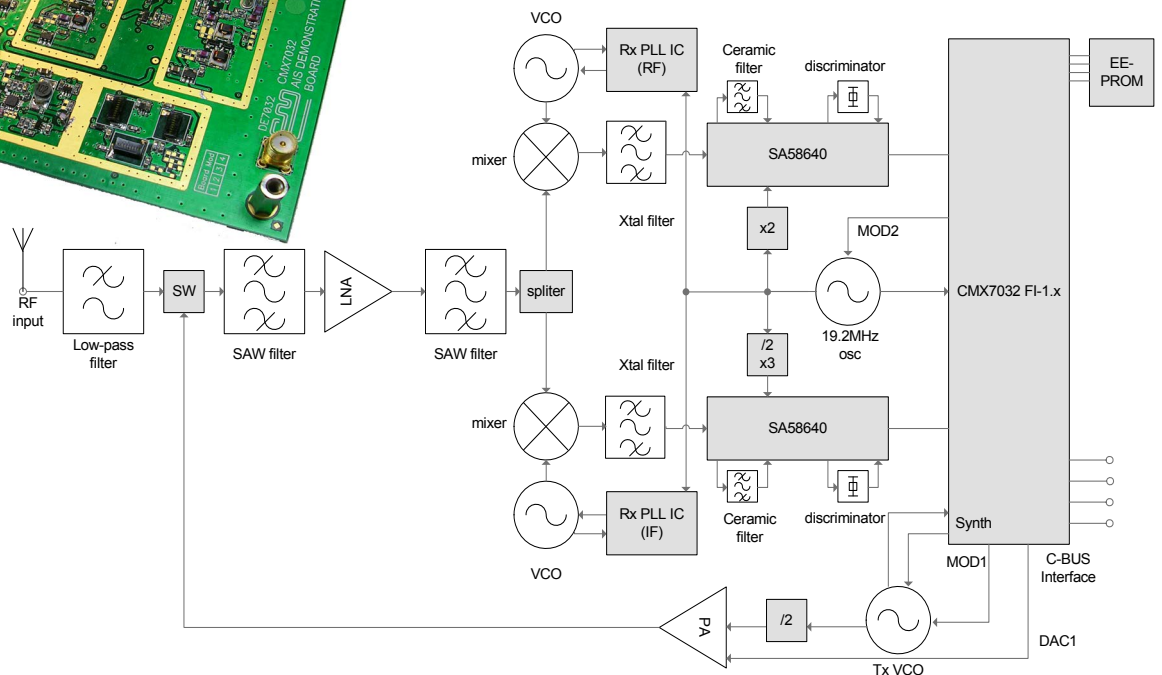 VCO
Rx PLL IC
(RF)
Ceramic
filter
discriminator
EE-
PROM
DE7032
CMX7032
AIS DEMONSTRATION
BOARD
Board Mod
1 2 3 4
mixer
SA58640
Xtal filter
x2
MOD2
RF
input
Low-pass
filter
SW
SAW filter
LNA
SAW filter
spliter
19.2MHz
osc
CMX7032 FI-1.x
/2
x3
Xtal filter
mixer
SA58640
Rx PLL IC
(IF)
VCO
Ceramic
filter
discriminator
Synth
MOD1
C-BUS
Interface
PA
/2
Tx VCO
DAC1